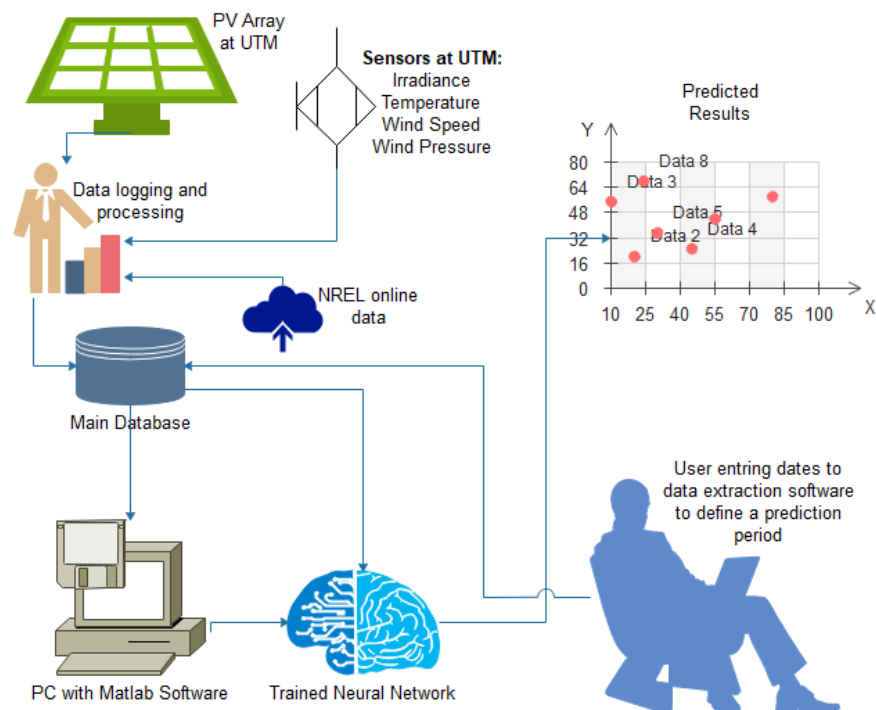 PV Array
at UTM
Sensors at UTM:
Irradiance
Temperature
Wind Speed
Wind Pressure
Predicted
Results
Y
80
64
48
32
16
0
10
25
40
55
70
85
100
X
Data 8
Data 3
Data 5
Data 4
Data 2
Data logging and
processing
NREL online
data
Main Database
User entring dates to
data extraction software
to define a prediction
period
PC with Matlab Software
Trained Neural Network